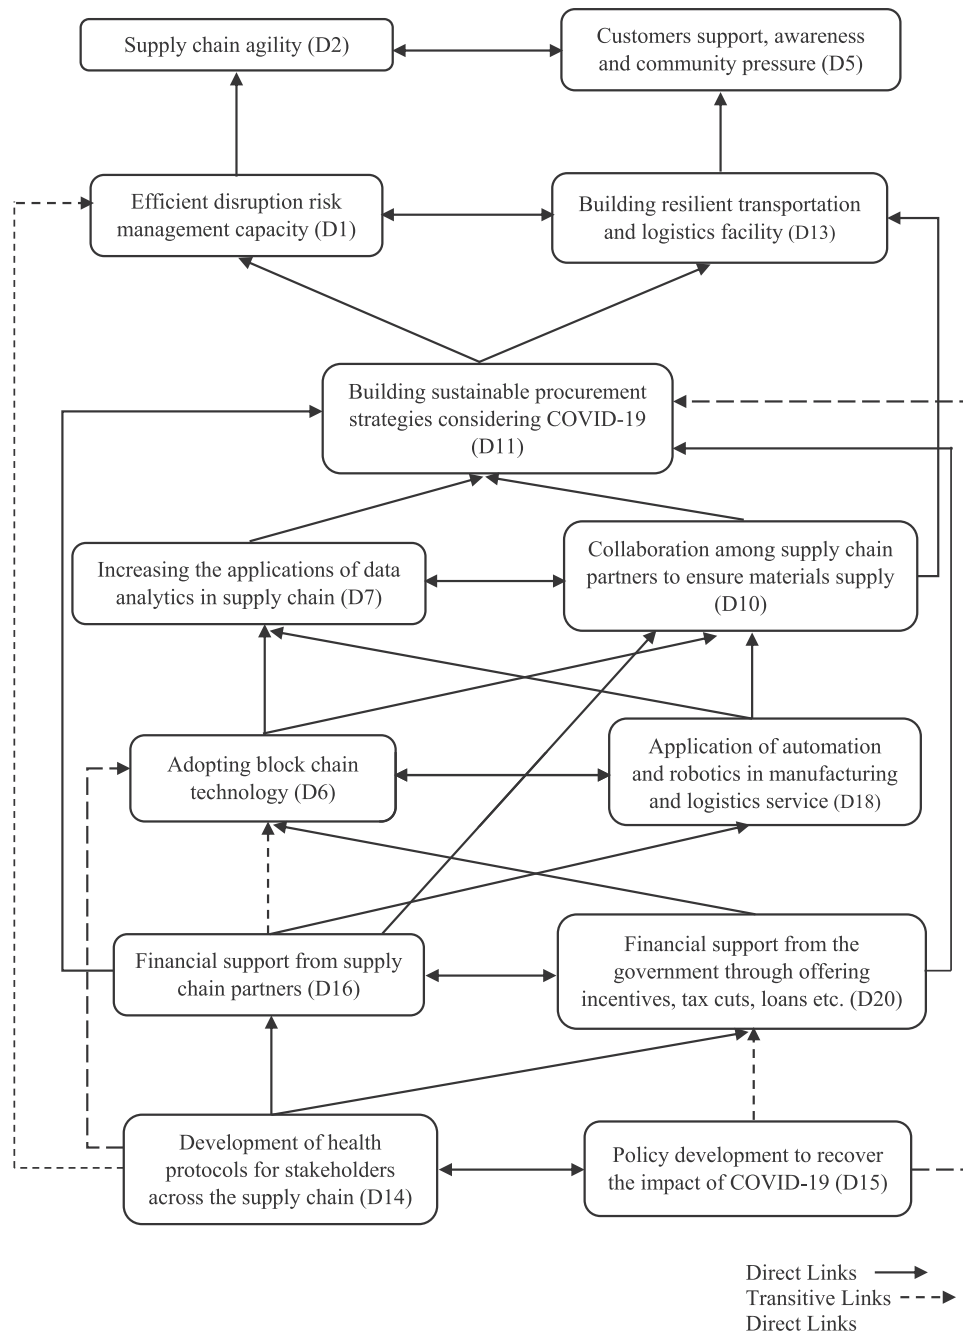 Supply chain agility (D2)
Customers support, awareness
and community pressure (D5)
Efficient disruption risk
management capacity (D1)
Building resilient transportation
and logistics facility (D13)
Building sustainable procurement
strategies considering COVID-19
(D11)
Increasing the applications of data
analytics in supply chain (D7)
Collaboration among supply chain
partners to ensure materials supply
(D10)
Adopting block chain
technology (D6)
Application of automation
and robotics in manufacturing
and logistics service (D18)
Financial support from supply
chain partners (D16)
Financial support from the
government through offering
incentives, tax cuts, loans etc. (D20)
Development of health
protocols for stakeholders
across the supply chain (D14)
Policy development to recover
the impact of COVID-19 (D15)
Direct Links
Transitive Links
Direct Links